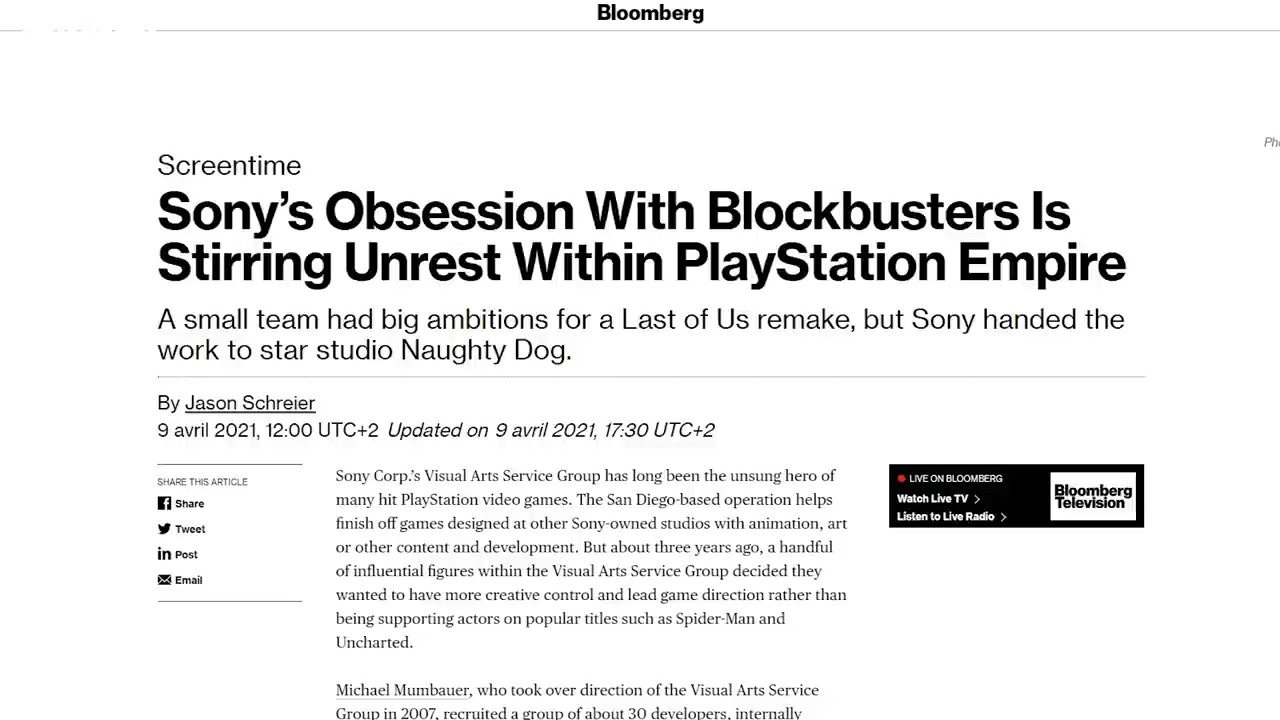 Bloomberg
Pho
Screentime
Sony's Obsession With Blockbusters Is
Stirring Unrest Within PlayStation Empire
A small team had big ambitions for a Last of Us remake, but Sony handed the
work to star studio Naughty Dog.
By Jason Schreier
9 avril 2021, 12:00 UTC+2 Updated on 9 avril 2021, 17:30 UTC+2
SHARE THIS ARTICLE
Share
Tweet
Post
Email
Sony Corp.'s Visual Arts Service Group has long been the unsung hero of
many hit PlayStation video games. The San Diego-based operation helps
finish off games designed at other Sony-owned studios with animation, art
or other content and development. But about three years ago, a handful
of influential figures within the Visual Arts Service Group decided they
wanted to have more creative control and lead game direction rather than
being supporting actors on popular titles such as Spider-Man and
Uncharted.
Michael Mumbauer, who took over direction of the Visual Arts Service
Group in 2007, recruited a group of about 30 developers, internally
LIVE ON BLOOMBERG
Watch Live TV
Listen to Live Radio
Bloomberg
Television